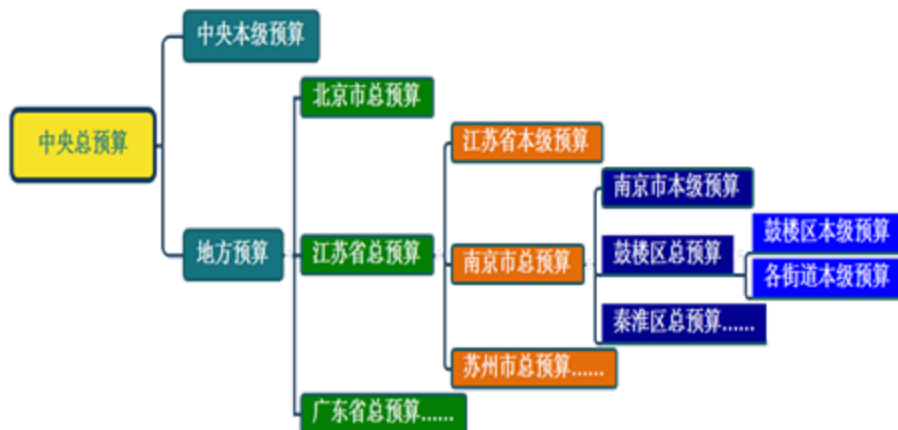 中央总预算
中央本级预算
地方预算
北京市总预算
江苏省总预算
广东省总预算......
江苏省本级预算
南京市总预算
苏州市总预算......
南京市本级预算
鼓楼区总预算
秦淮区总预算......
鼓楼区本级预算
各街道本级预算